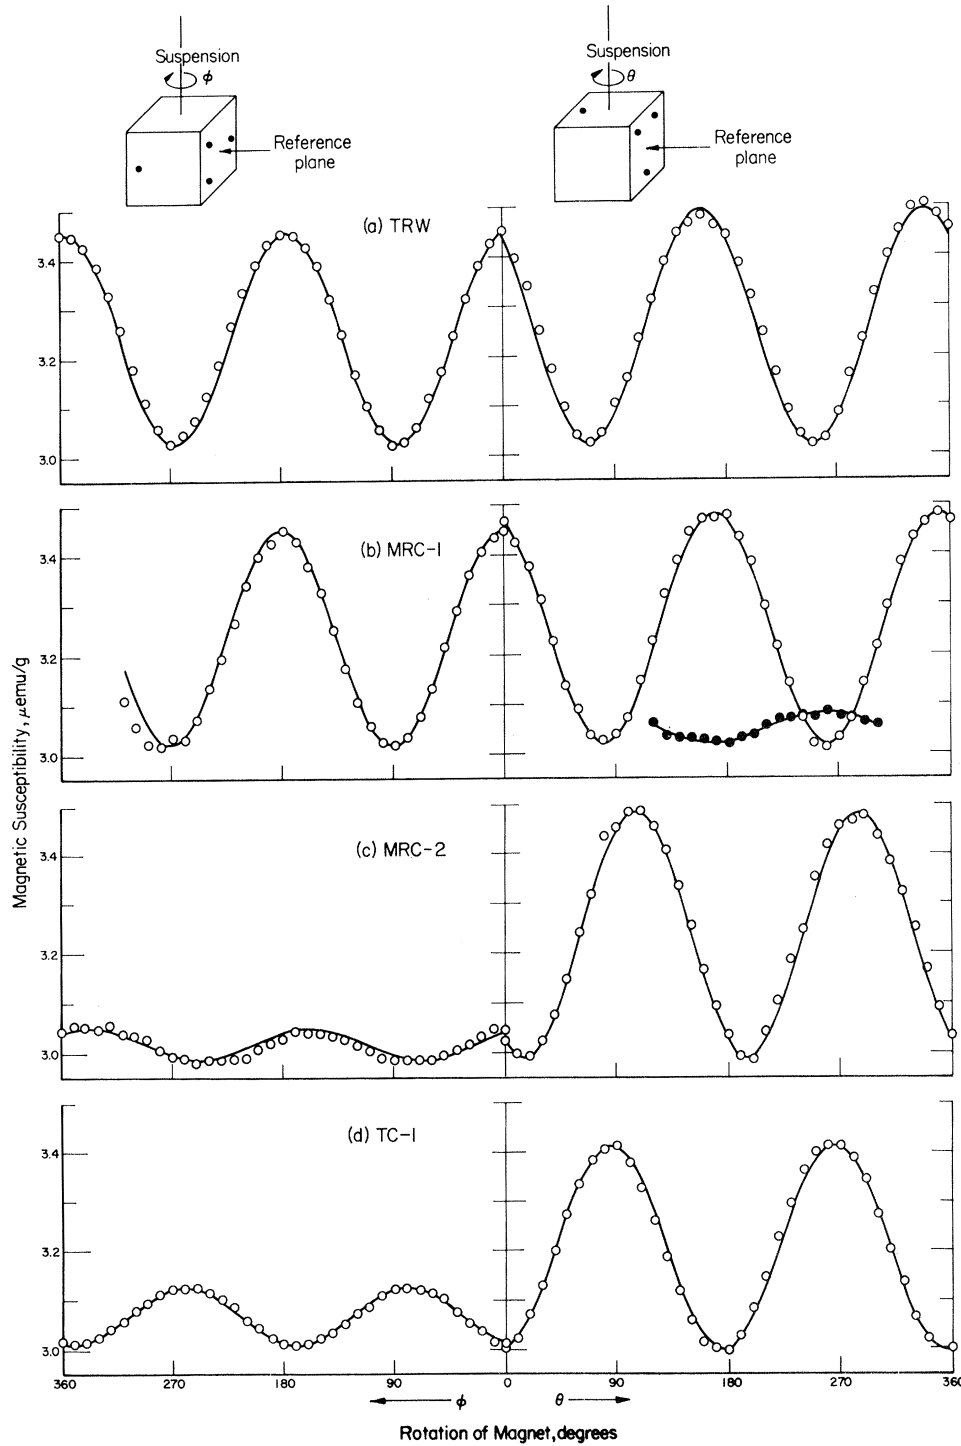 Suspension
ϕ
Reference
plane
Suspension
θ
Reference
plane
(a) TRW
3.4
3.2
3.0
(b) MRC-1
3.4
3.2
3.0
(c) MRC-2
3.4
3.2
3.0
(d) TC-1
3.4
3.2
3.0
Magnetic Susceptibility, μemu/g
360 270 180 90 0 90 180 270 360
ϕ θ
Rotation of Magnet, degrees